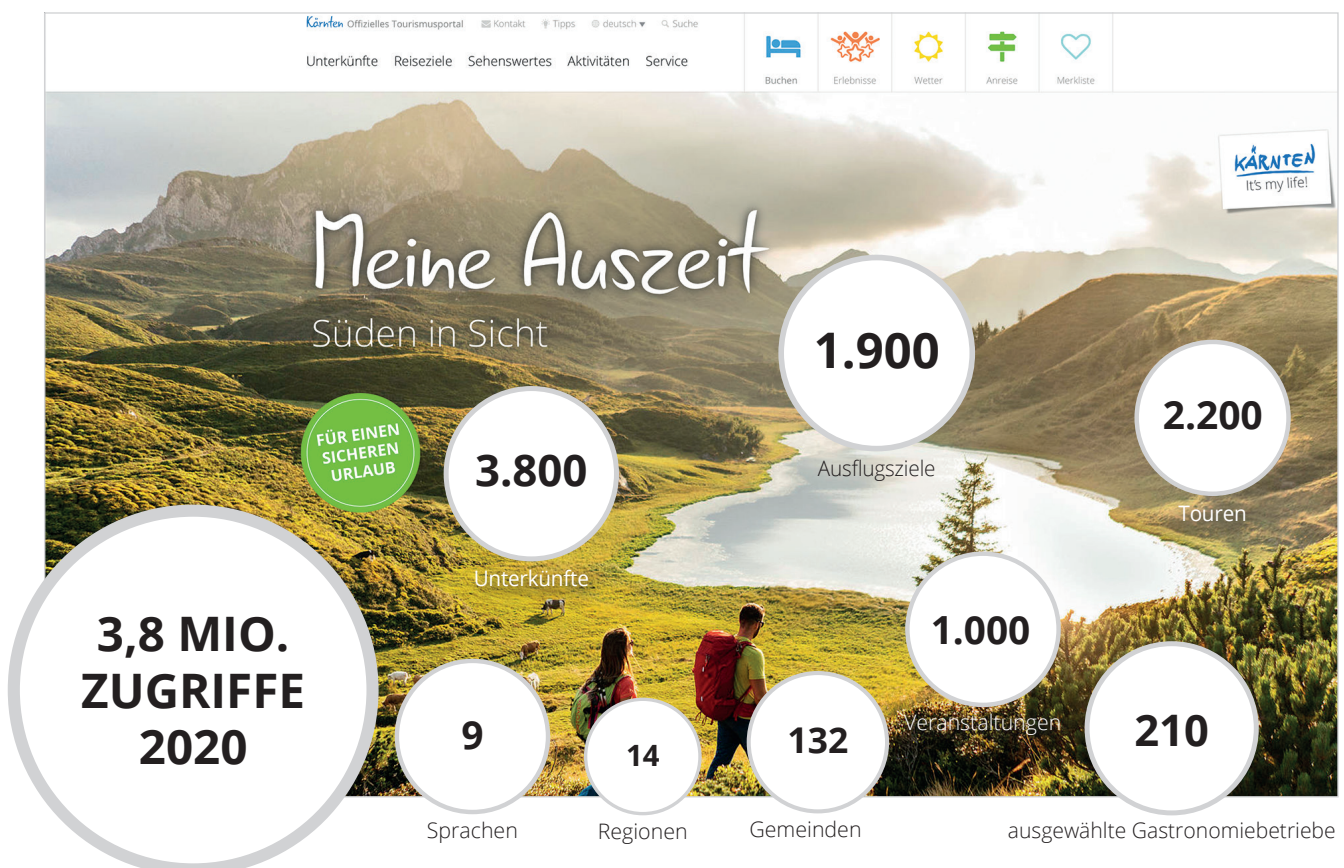 Kärnten Offizielles Tourismusportal Kontakt Tipps deutsch Suche
Unterkünfte Reiseziele Sehenswertes Aktivitäten Service
Buchen Erlebnisse Wetter Anreise Merkliste
KÄRNTEN
It's my life!
Meine Auszeit
Süden in Sicht
FÜR EINEN
SICHEREN
URLAUB
3.800
Unterkünfte
1.900
Ausflugsziele
2.200
Touren
3,8 MIO.
ZUGRIFFE
2020
9
Sprachen
14
Regionen
132
Gemeinden
1.000
Veranstaltungen
210
ausgewählte Gastronomiebetriebe